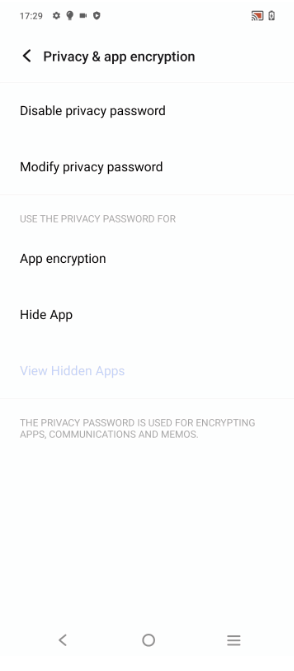 17:29
Privacy & app encryption
Disable privacy password
Modify privacy password
USE THE PRIVACY PASSWORD FOR
App encryption
Hide App
View Hidden Apps
THE PRIVACY PASSWORD IS USED FOR ENCRYPTING
APPS, COMMUNICATIONS AND MEMOS.